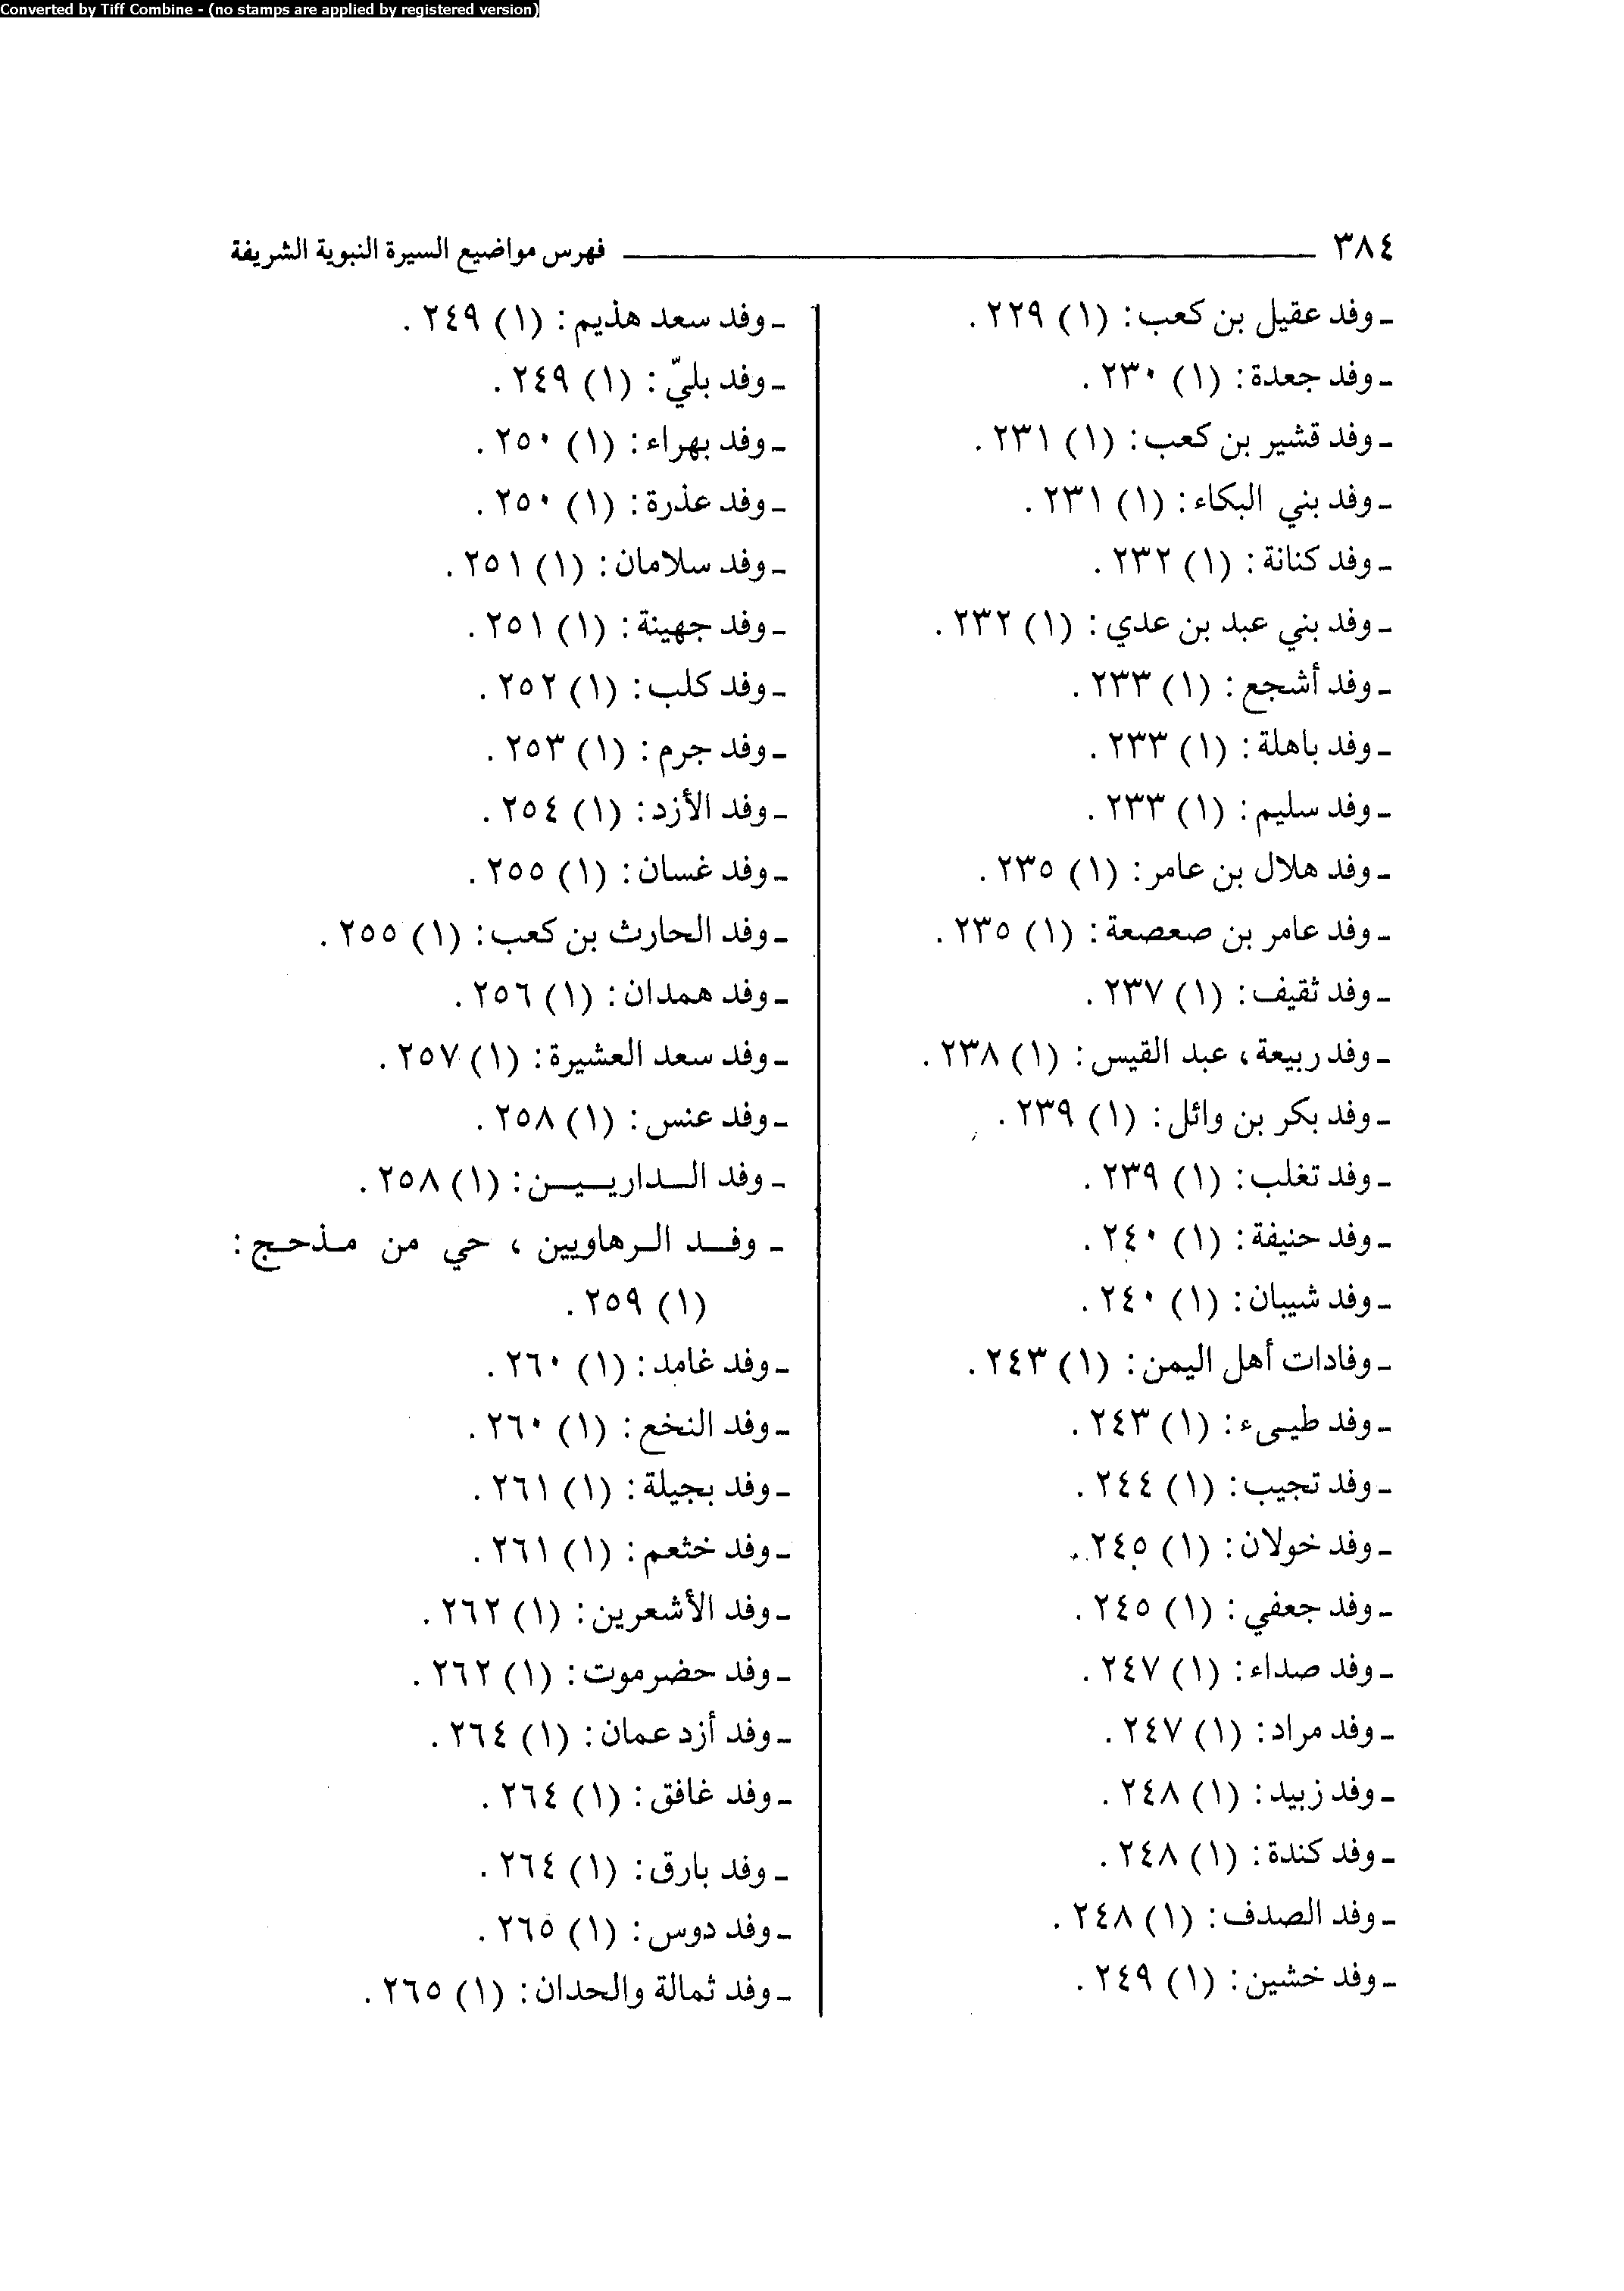 Converted by Tiff Combine - (no stamps are applied by registered version)
٣٨٤ فهرس مواضيع السيرة النبوية الشريفة
- وفد عقيل بن كعب: (١) ٢٢٩.
- وفد جعدة: (١) ٢٣٠.
- وفد قشير بن كعب: (١) ٢٣١.
- وفد بني البكاء: (١) ٢٣١.
- وفد كنانة: (١) ٢٣٢.
- وفد بني عبد بن عدي: (١) ٢٣٢.
- وفد أشجع: (١) ٢٣٣.
- وفد باهلة: (١) ٢٣٣.
- وفد سليم: (١) ٢٣٣.
- وفد هلال بن عامر: (١) ٢٣٥.
- وفد عامر بن صعصعة: (١) ٢٣٥.
- وفد ثقيف: (١) ٢٣٧.
- وفد ربيعة، عبد القيس: (١) ٢٣٨.
- وفد بكر بن وائل: (١) ٢٣٩.
- وفد تغلب: (١) ٢٣٩.
- وفد حنيفة: (١) ٢٤٠.
- وفد شيبان: (١) ٢٤٠.
- وفادات أهل اليمن: (١) ٢٤٣.
- وفد طيىء: (١) ٢٤٣.
- وفد تجيب: (١) ٢٤٤.
- وفد خولان: (١) ٢٤٥.
- وفد جعفي: (١) ٢٤٥.
- وفد صداء: (١) ٢٤٧.
- وفد مراد: (١) ٢٤٧.
- وفد زبيد: (١) ٢٤٨.
- وفد كندة: (١) ٢٤٨.
- وفد الصدف: (١) ٢٤٨.
- وفد خشين: (١) ٢٤٩.
- وفد سعد هذيم: (١) ٢٤٩.
- وفد بليّ: (١) ٢٤٩.
- وفد بهراء: (١) ٢٥٠.
- وفد عذرة: (١) ٢٥٠.
- وفد سلامان: (١) ٢٥١.
- وفد جهينة: (١) ٢٥١.
- وفد كلب: (١) ٢٥٢.
- وفد جرم: (١) ٢٥٣.
- وفد الأزد: (١) ٢٥٤.
- وفد غسان: (١) ٢٥٥.
- وفد الحارث بن كعب: (١) ٢٥٥.
- وفد همدان: (١) ٢٥٦.
- وفد سعد العشيرة: (١) ٢٥٧.
- وفد عنس: (١) ٢٥٨.
- وفد الداريين: (١) ٢٥٨.
- وفد الرهاويين، حي من مذحج:
(١) ٢٥٩.
- وفد غامد: (١) ٢٦٠.
- وفد النخع: (١) ٢٦٠.
- وفد بجيلة: (١) ٢٦١.
- وفد خثعم: (١) ٢٦١.
- وفد الأشعرين: (١) ٢٦٢.
- وفد حضرموت: (١) ٢٦٢.
- وفد أزد عمان: (١) ٢٦٤.
- وفد غافق: (١) ٢٦٤.
- وفد بارق: (١) ٢٦٤.
- وفد دوس: (١) ٢٦٥.
- وفد ثمالة والحدان: (١) ٢٦٥.